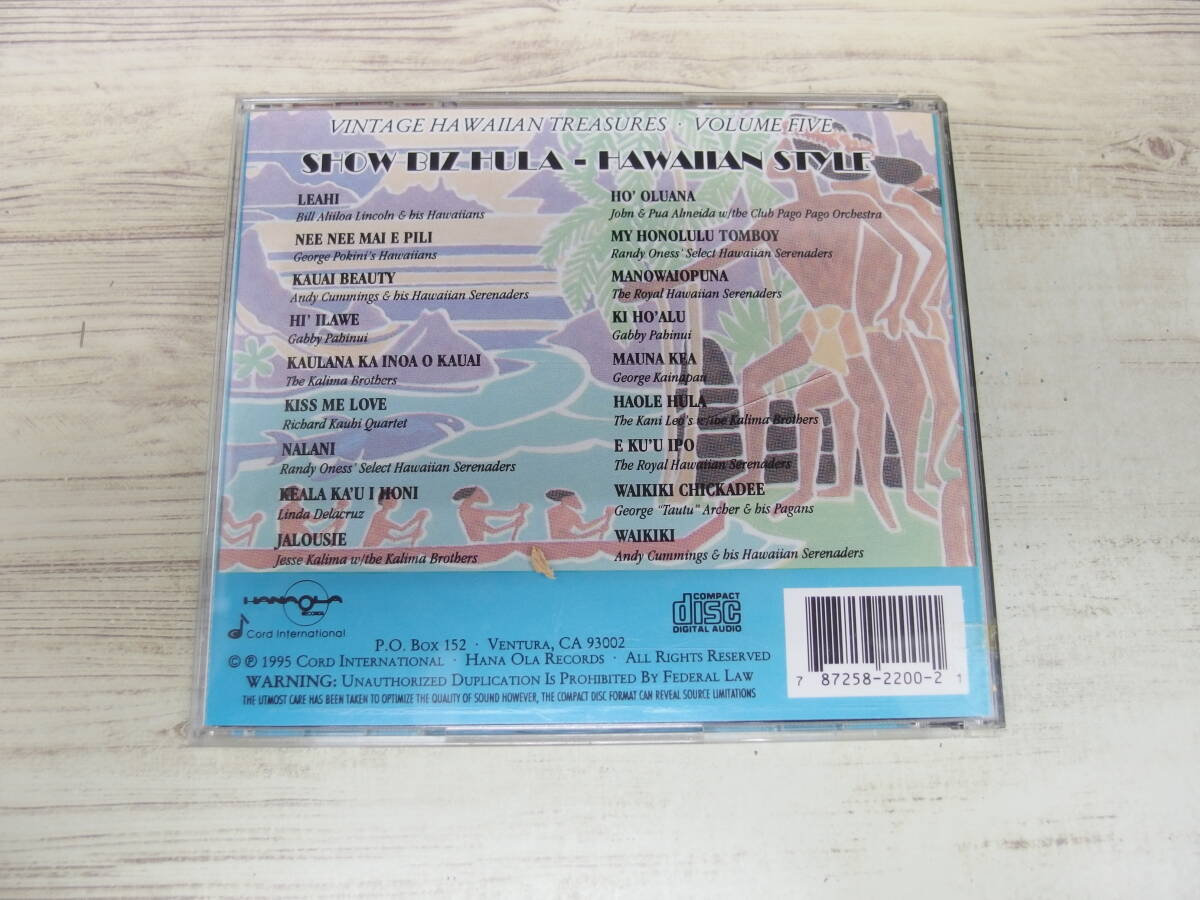 VINTAGE HAWAIIAN TREASURES · VOLUME FIVE
SHOW BIZ HULA - HAWAIIAN STYLE
LEAHI
Bill Aliiloa Lincoln & his Hawaiians
NEE NEE MAI E PILI
George Pokini's Hawaiians
KAUAI BEAUTY
Andy Cummings & his Hawaiian Serenaders
HI' ILAWE
Gabby Pahinui
KAULANA KA INOA O KAUAI
The Kalima Brothers
KISS ME LOVE
Richard Kauhi Quartet
NALANI
Randy Oness' Select Hawaiian Serenaders
KEALA KA'U I HONI
Linda Delacruz
JALOUSIE
Jesse Kalima w/the Kalima Brothers
HO' OLUANA
John & Pua Almeida w/the Club Pago Pago Orchestra
MY HONOLULU TOMBOY
Randy Oness' Select Hawaiian Serenaders
MANOWAIOPUNA
The Royal Hawaiian Serenaders
KI HO'ALU
Gabby Pahinui
MAUNA KEA
George Kainapau
HAOLE HULA
The Kani Leo's w/the Kalima Brothers
E KU'U IPO
The Royal Hawaiian Serenaders
WAIKIKI CHICKADEE
George "Tautu" Archer & his Pagans
WAIKIKI
Andy Cummings & his Hawaiian Serenaders
HANA OLA
RECORDS
Cord International
COMPACT
disc
DIGITAL AUDIO
P.O. BOX 152 · VENTURA, CA 93002
© ℗ 1995 CORD INTERNATIONAL · HANA OLA RECORDS · ALL RIGHTS RESERVED
WARNING: UNAUTHORIZED DUPLICATION IS PROHIBITED BY FEDERAL LAW
THE UTMOST CARE HAS BEEN TAKEN TO OPTIMIZE THE QUALITY OF SOUND HOWEVER, THE COMPACT DISC FORMAT CAN REVEAL SOURCE LIMITATIONS
7 87258-2200-2 1